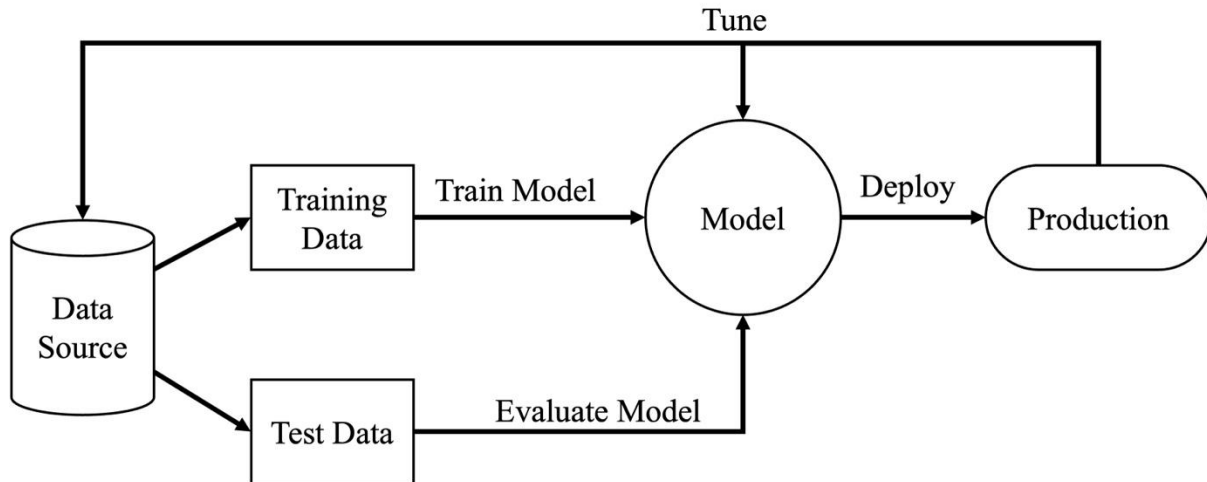 Tune
Training
Data
Train Model
Model
Deploy
Production
Data
Source
Test Data
Evaluate Model